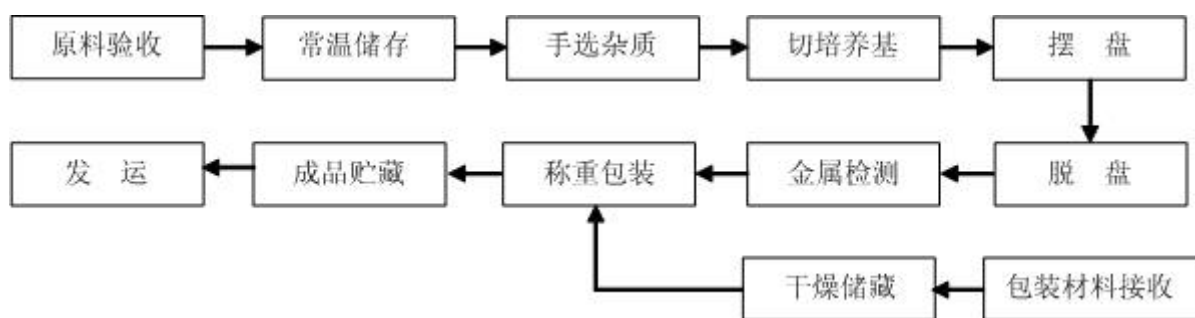 原料验收 常温储存 手选杂质 切培养基 摆 盘
发 运 成品贮藏 称重包装 金属检测 脱 盘
干燥储藏 包装材料接收